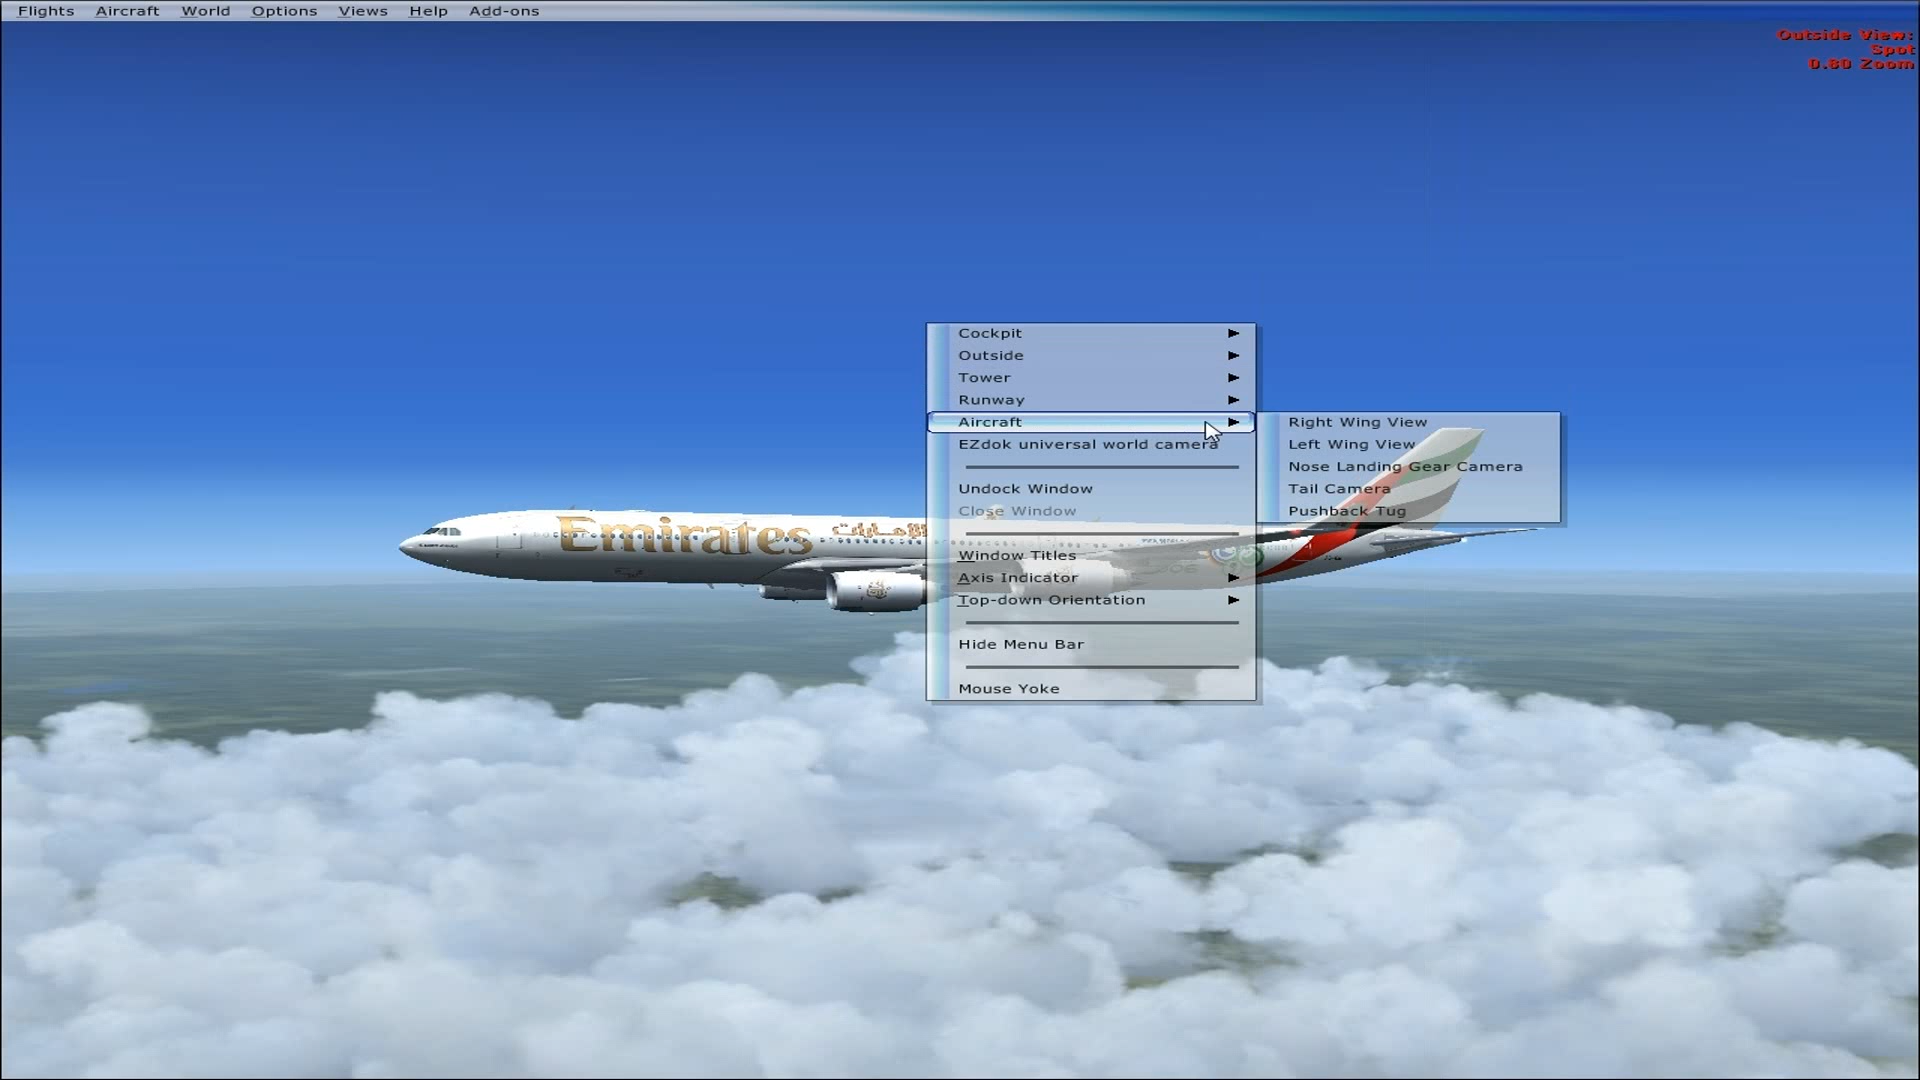 Flights Aircraft World Options Views Help Add-ons
Outside View:
Spot
0.80 Zoom
Cockpit
Outside
Tower
Runway
Aircraft
EZdok universal world camera
Undock Window
Close Window
Window Titles
Axis Indicator
Top-down Orientation
Hide Menu Bar
Mouse Yoke
Right Wing View
Left Wing View
Nose Landing Gear Camera
Tail Camera
Pushback Tug
Emirates